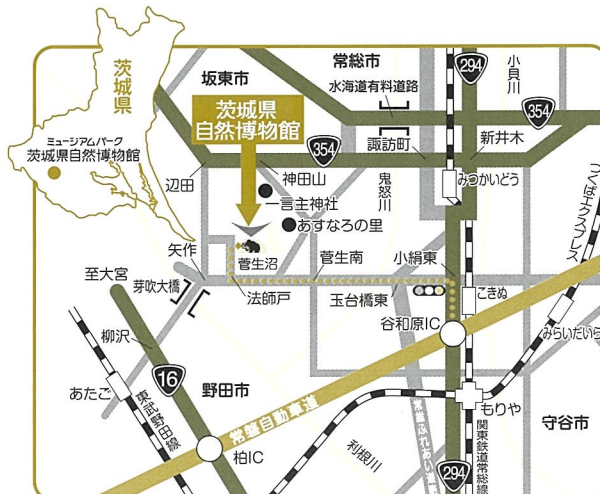 茨城県
ミュージアムパーク
茨城県自然博物館
坂東市
常総市
水海道有料道路
294
小貝川
354
茨城県
自然博物館
354
諏訪町
新井木
辺田
神田山
一言主神社
鬼怒川
みつかいどう
つくばエクスプレス
あすなろの里
矢作
菅生沼
菅生南
小絹東
至大宮
芽吹大橋
法師戸
玉台橋東
こきぬ
谷和原IC
みらいだいら
柳沢
16
あたご
東武野田線
野田市
常磐自動車道
常総ふれあい道路
もりや
守谷市
柏IC
利根川
294
関東鉄道常総線